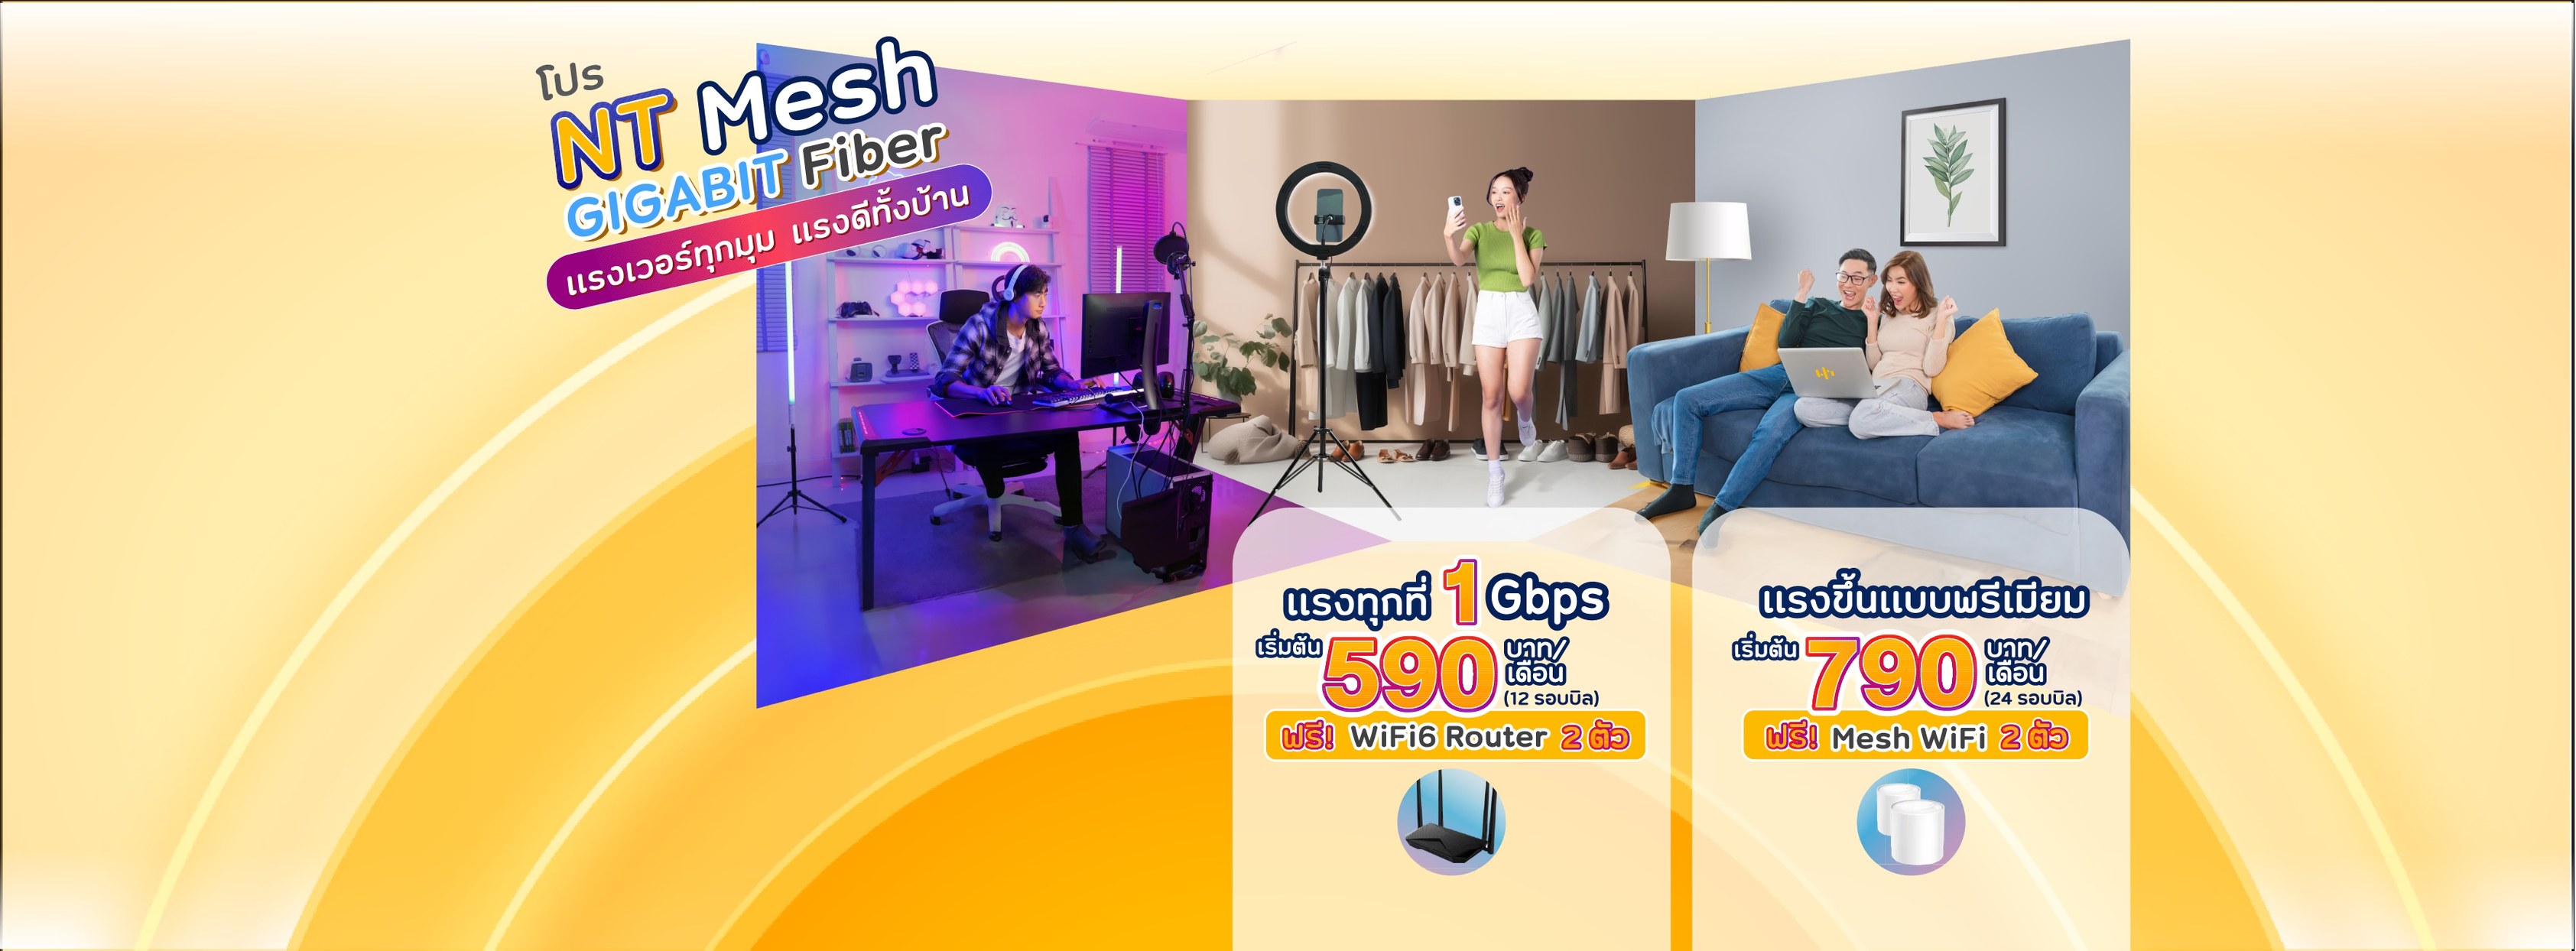 โปร
NT Mesh
GIGABIT Fiber
แรงเวอร์ทุกมุม แรงดีทั้งบ้าน
แรงทุกที่ 1 Gbps
เริ่มต้น 590 บาท/
เดือน
(12 รอบบิล)
ฟรี! WiFi6 Router 2 ตัว
แรงขึ้นแบบพรีเมียม
เริ่มต้น 790 บาท/
เดือน
(24 รอบบิล)
ฟรี! Mesh WiFi 2 ตัว